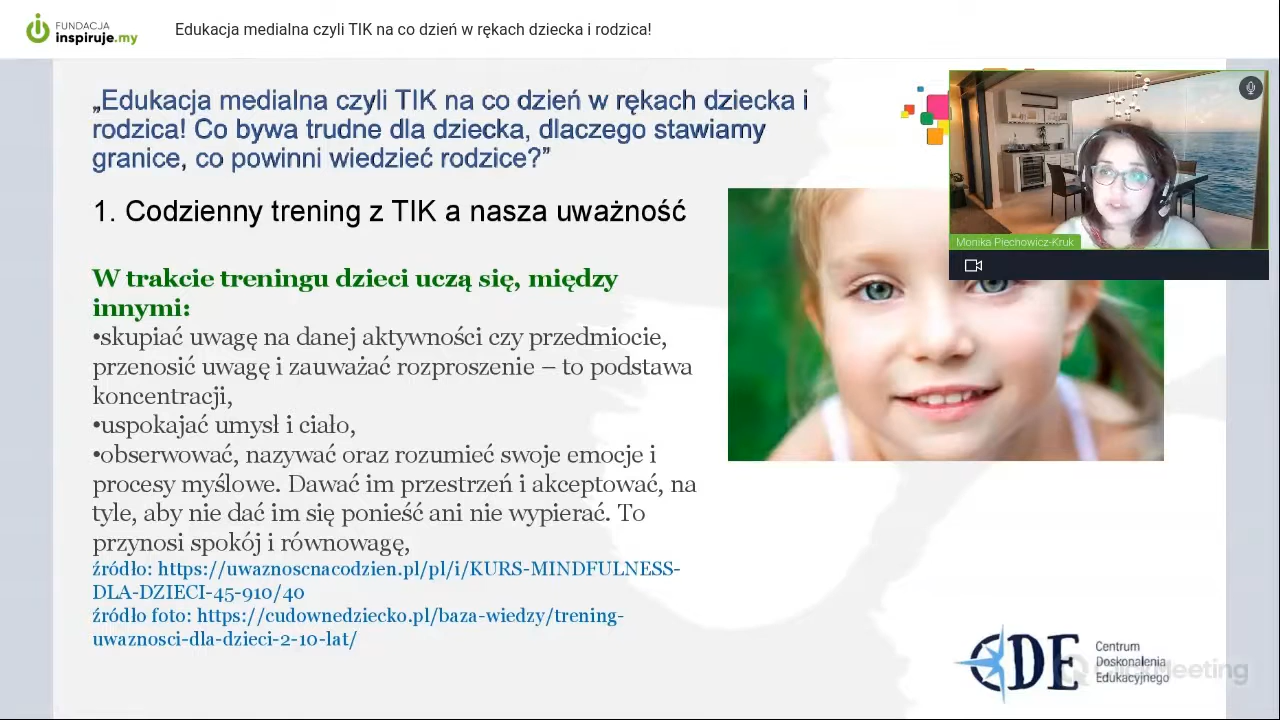 FUNDACJA
inspiruje.my
Edukacja medialna czyli TIK na co dzień w rękach dziecka i rodzica!
„Edukacja medialna czyli TIK na co dzień w rękach dziecka i
rodzica! Co bywa trudne dla dziecka, dlaczego stawiamy
granice, co powinni wiedzieć rodzice?”
1. Codzienny trening z TIK a nasza uważność
Monika Piechowicz-Kruk
W trakcie treningu dzieci uczą się, między
innymi:
•skupiać uwagę na danej aktywności czy przedmiocie,
przenosić uwagę i zauważać rozproszenie – to podstawa
koncentracji,
•uspokajać umysł i ciało,
•obserwować, nazywać oraz rozumieć swoje emocje i
procesy myślowe. Dawać im przestrzeń i akceptować, na
tyle, aby nie dać im się ponieść ani nie wypierać. To
przynosi spokój i równowagę,
źródło: https://uwaznoscnacodzien.pl/pl/i/KURS-MINDFULNESS-
DLA-DZIECI-45-910/40
źródło foto: https://cudownedziecko.pl/baza-wiedzy/trening-
uwaznosci-dla-dzieci-2-10-lat/
CDE
Centrum
Doskonalenia
Edukacyjnego
ClickMeeting